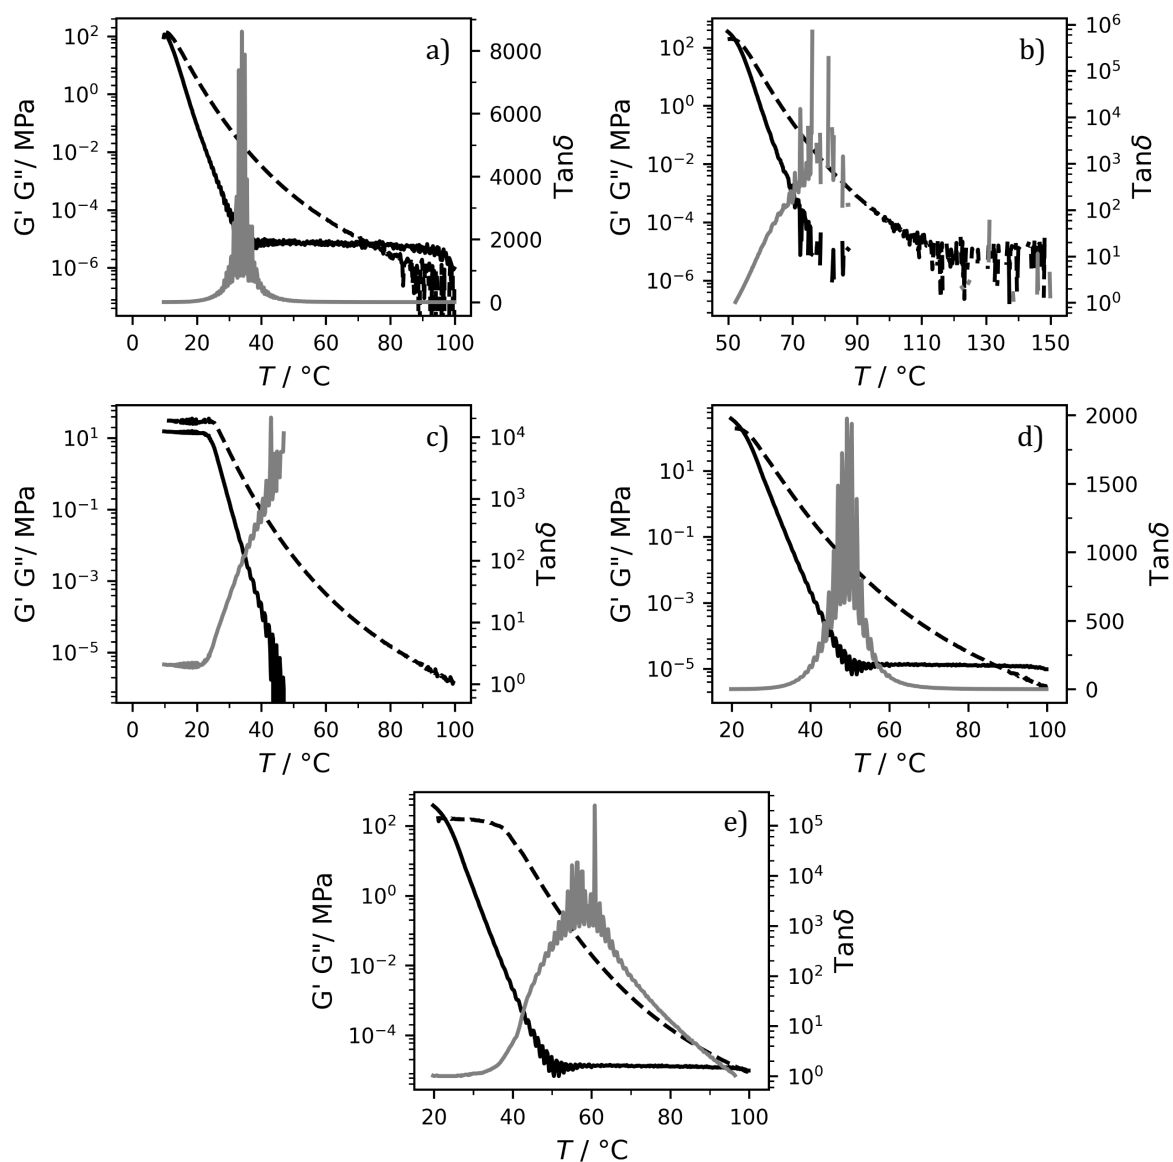 a)
10² 10⁰ 10⁻² 10⁻⁴ 10⁻⁶
G' G"/ MPa
8000 6000 4000 2000 0
Tanδ
0 20 40 60 80 100
T / °C
b)
10² 10⁰ 10⁻² 10⁻⁴ 10⁻⁶
G' G"/ MPa
10⁶ 10⁵ 10⁴ 10³ 10² 10¹ 10⁰
Tanδ
50 70 90 110 130 150
T / °C
c)
10¹ 10⁻¹ 10⁻³ 10⁻⁵
G' G"/ MPa
10⁴ 10³ 10² 10¹ 10⁰
Tanδ
0 20 40 60 80 100
T / °C
d)
10¹ 10⁻¹ 10⁻³ 10⁻⁵
G' G"/ MPa
2000 1500 1000 500 0
Tanδ
20 40 60 80 100
T / °C
e)
10² 10⁰ 10⁻² 10⁻⁴
G' G"/ MPa
10⁵ 10⁴ 10³ 10² 10¹ 10⁰
Tanδ
20 40 60 80 100
T / °C